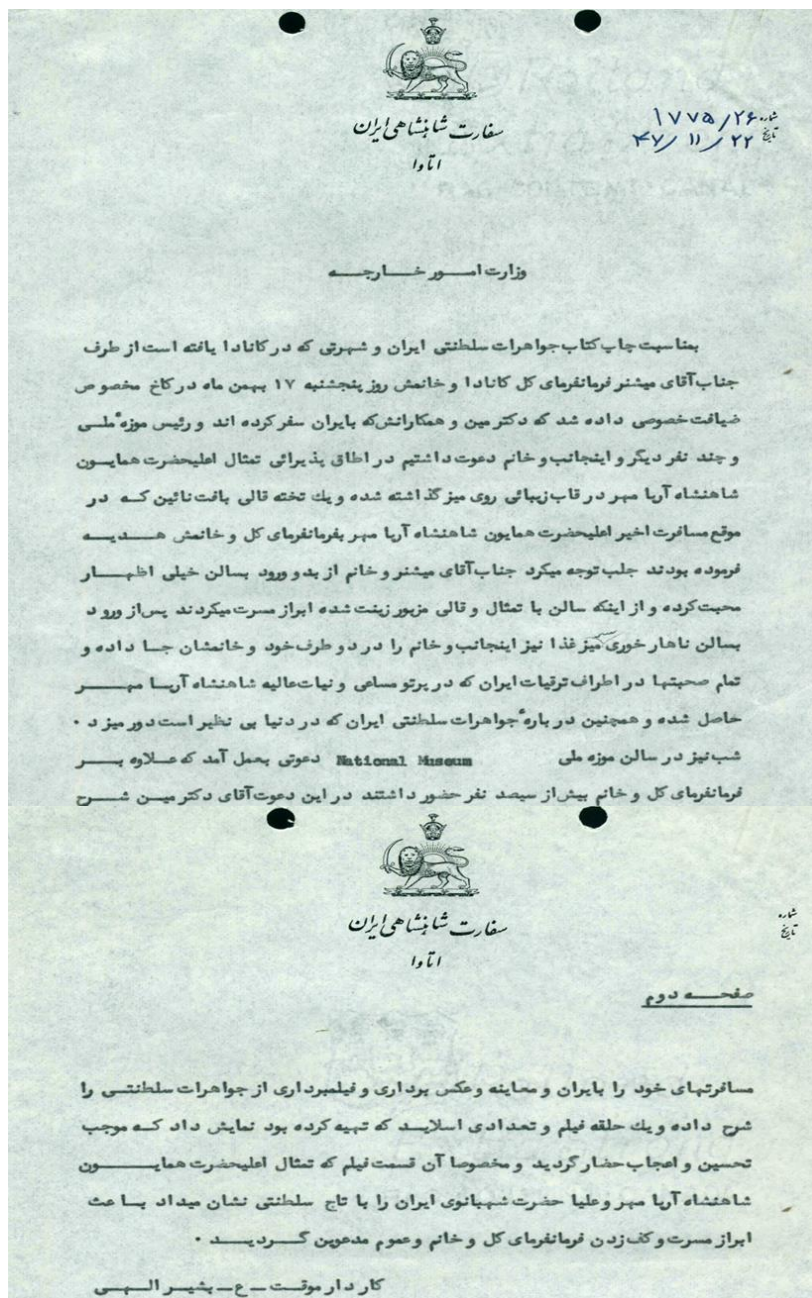 سفارت شاهنشاهی ایران
اتاوا
شماره ۱۷۷۵/۲۶
تاریخ ۴۷/۱۱/۲۲
وزارت امور خارجه
بمناسبت چاپ کتاب جواهرات سلطنتی ایران و شهرتی که در کانادا یافته است از طرف
جناب آقای میشنر فرمانفرمای کل کانادا و خانمش روز پنجشنبه ۱۷ بهمن ماه در کاخ مخصوص
ضیافت خصوصی داده شد که دکتر مین و همکارانش که بایران سفر کرده اند و رئیس موزهٔ ملی
و چند نفر دیگر و اینجانب و خانم دعوت داشتیم در اطاق پذیرائی تمثال اعلیحضرت همایون
شاهنشاه آریا مهر در قاب زیبائی روی میز گذاشته شده و یك تخته قالی بافت نائین که در
موقع مسافرت اخیر اعلیحضرت همایون شاهنشاه آریا مهر بفرمانفرمای کل و خانمش هدیه
فرموده بودند جلب توجه میکرد جناب آقای میشنر و خانم از بدو ورود بسالن خیلی اظهار
محبت کرده و از اینکه سالن با تمثال و قالی مزبور زینت شده ابراز مسرت میکردند پس از ورود
بسالن ناهار خوری میز غذا نیز اینجانب و خانم را در دو طرف خود و خانمشان جا داده و
تمام صحبتها در اطراف ترقیات ایران که در پرتو مساعی و نیات عالیه شاهنشاه آریا مهر
حاصل شده و همچنین در بارهٔ جواهرات سلطنتی ایران که در دنیا بی نظیر است دور میزد ۰
شب نیز در سالن موزه ملی National Museum دعوتی بعمل آمد که علاوه بر
فرمانفرمای کل و خانم بیش از سیصد نفر حضور داشتند در این دعوت آقای دکتر مین شرح
سفارت شاهنشاهی ایران
اتاوا
شماره
تاریخ
صفحه دوم
مسافرتهای خود را بایران و معاینه و عکس برداری و فیلمبرداری از جواهرات سلطنتی را
شرح داده و یك حلقه فیلم و تعدادی اسلاید که تهیه کرده بود نمایش داد که موجب
تحسین و اعجاب حضار گردید و مخصوصا آن قسمت فیلم که تمثال اعلیحضرت همایون
شاهنشاه آریا مهر و علیا حضرت شهبانوی ایران را با تاج سلطنتی نشان میداد باعث
ابراز مسرت و کف زدن فرمانفرمای کل و خانم و عموم مدعوین گردید ۰
کاردار موقت ـ ع ـ بشیر الهی